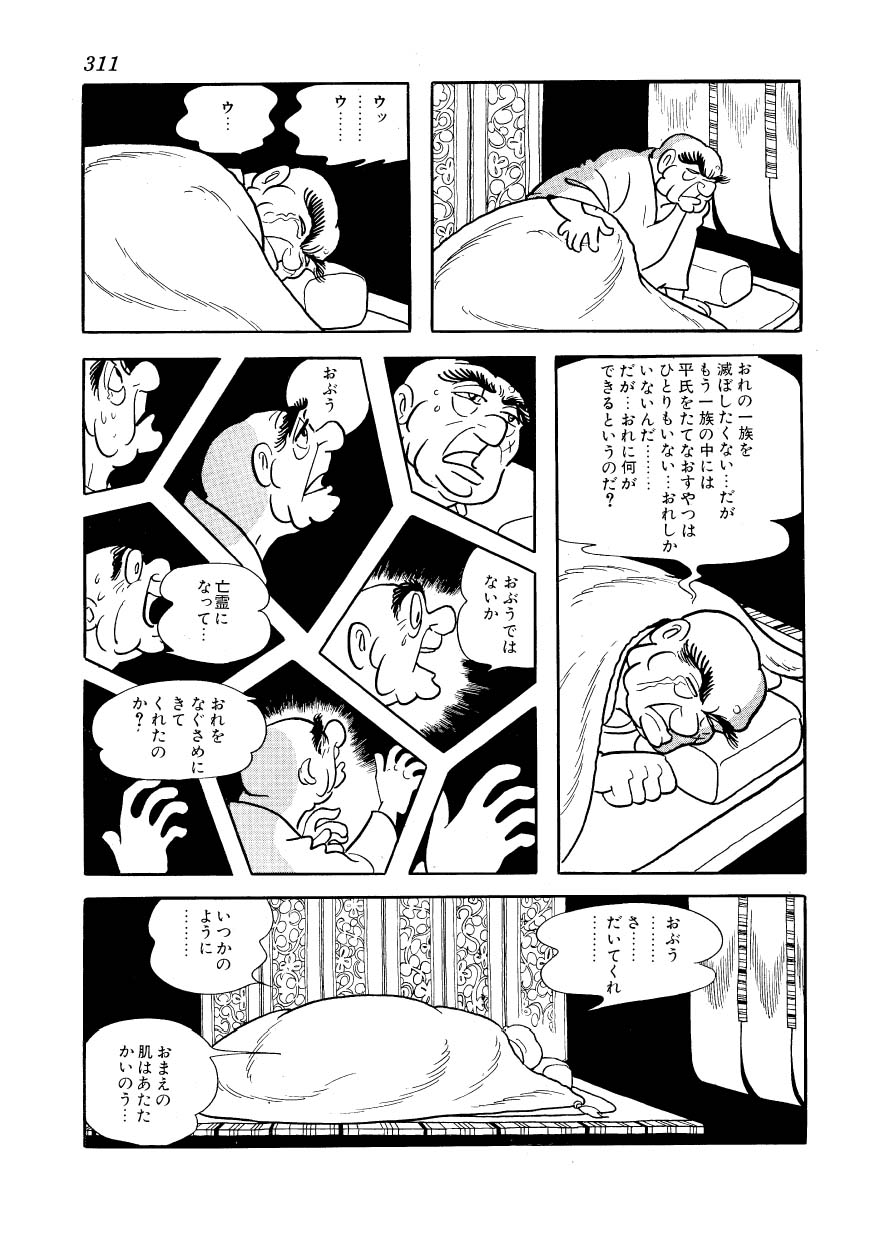 311
ウッ
………
ウ……
ウ…
おれの一族を
滅ぼしたくない…だが
もう一族の中には
平氏をたてなおすやつは
ひとりもいない…おれしか
いないんだ………
だが…おれに何が
できるというのだ?
おぶう
おぶうでは
ないか
亡霊に
なって…
おれを
なぐさめに
きて
くれたの
か?
おぶう
………
さ……
だいてくれ
………
いつかの
ように
………
おまえの
肌はあたた
かいのう…